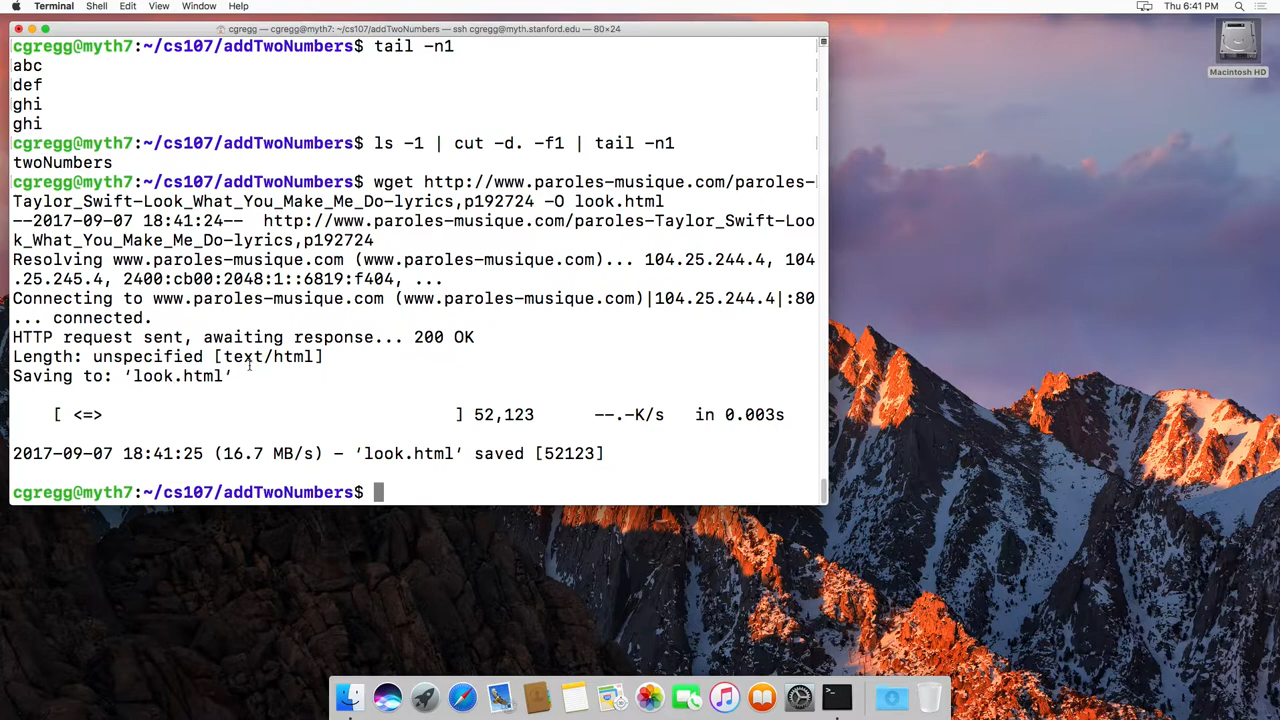 Terminal Shell Edit View Window Help Thu 6:41 PM
cgregg — cgregg@myth7: ~/cs107/addTwoNumbers — ssh cgregg@myth.stanford.edu — 80×24
cgregg@myth7:~/cs107/addTwoNumbers$ tail -n1
abc
def
ghi
ghi
cgregg@myth7:~/cs107/addTwoNumbers$ ls -1 | cut -d. -f1 | tail -n1
twoNumbers
cgregg@myth7:~/cs107/addTwoNumbers$ wget http://www.paroles-musique.com/paroles-
Taylor_Swift-Look_What_You_Make_Me_Do-lyrics,p192724 -O look.html
--2017-09-07 18:41:24--  http://www.paroles-musique.com/paroles-Taylor_Swift-Loo
k_What_You_Make_Me_Do-lyrics,p192724
Resolving www.paroles-musique.com (www.paroles-musique.com)... 104.25.244.4, 104
.25.245.4, 2400:cb00:2048:1::6819:f404, ...
Connecting to www.paroles-musique.com (www.paroles-musique.com)|104.25.244.4|:80
... connected.
HTTP request sent, awaiting response... 200 OK
Length: unspecified [text/html]
Saving to: ‘look.html’
[ <=> ] 52,123 --.-K/s in 0.003s
2017-09-07 18:41:25 (16.7 MB/s) - ‘look.html’ saved [52123]
cgregg@myth7:~/cs107/addTwoNumbers$
Macintosh HD